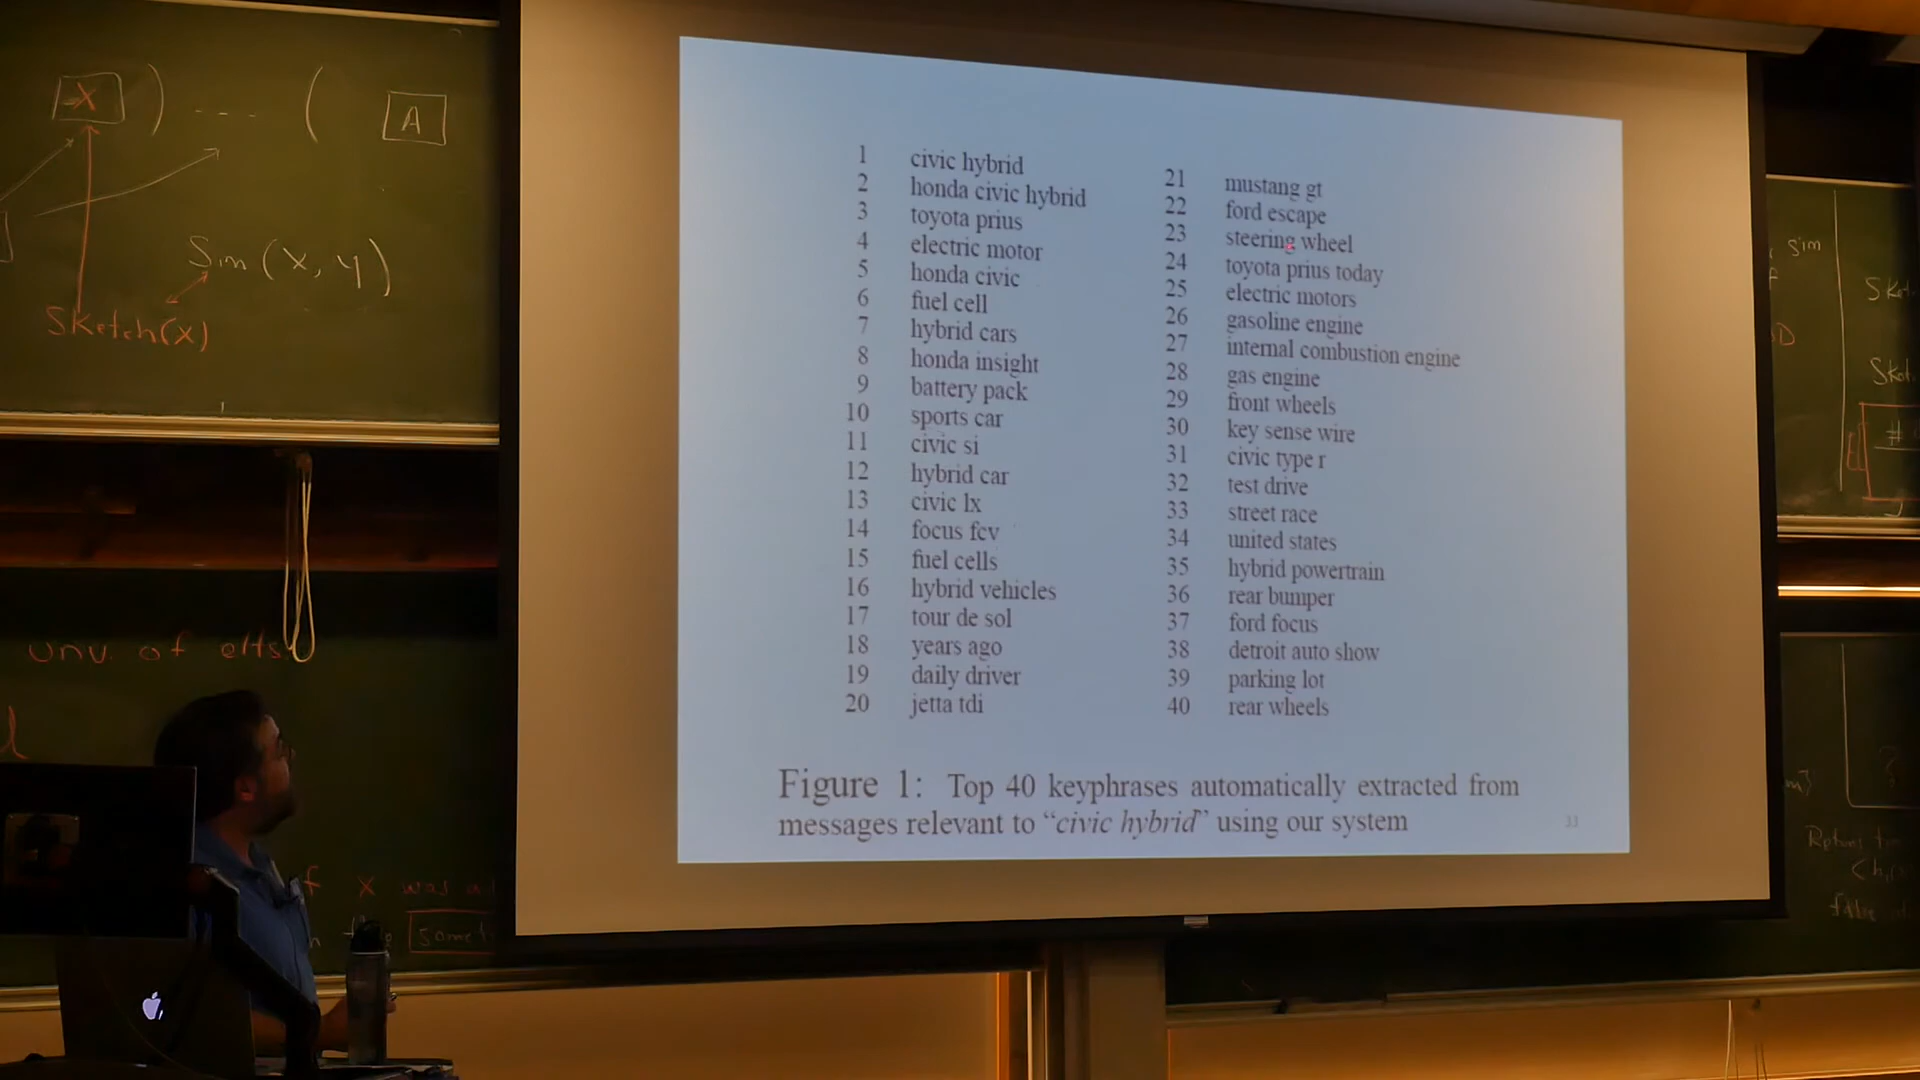 X ) --- ( A
Sim (x, y)
Sketch(x)
unv. of elts
x was a
1 civic hybrid
2 honda civic hybrid
3 toyota prius
4 electric motor
5 honda civic
6 fuel cell
7 hybrid cars
8 honda insight
9 battery pack
10 sports car
11 civic si
12 hybrid car
13 civic lx
14 focus fcv
15 fuel cells
16 hybrid vehicles
17 tour de sol
18 years ago
19 daily driver
20 jetta tdi
21 mustang gt
22 ford escape
23 steering wheel
24 toyota prius today
25 electric motors
26 gasoline engine
27 internal combustion engine
28 gas engine
29 front wheels
30 key sense wire
31 civic type r
32 test drive
33 street race
34 united states
35 hybrid powertrain
36 rear bumper
37 ford focus
38 detroit auto show
39 parking lot
40 rear wheels
Figure 1: Top 40 keyphrases automatically extracted from
messages relevant to “civic hybrid” using our system
33
Sim
#